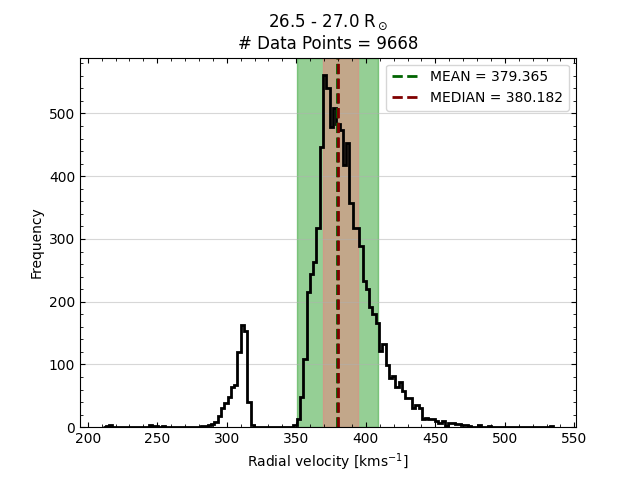 26.5 - 27.0 R⊙
# Data Points = 9668
MEAN = 379.365
MEDIAN = 380.182
Frequency
500
400
300
200
100
0
200 250 300 350 400 450 500 550
Radial velocity [kms⁻¹]